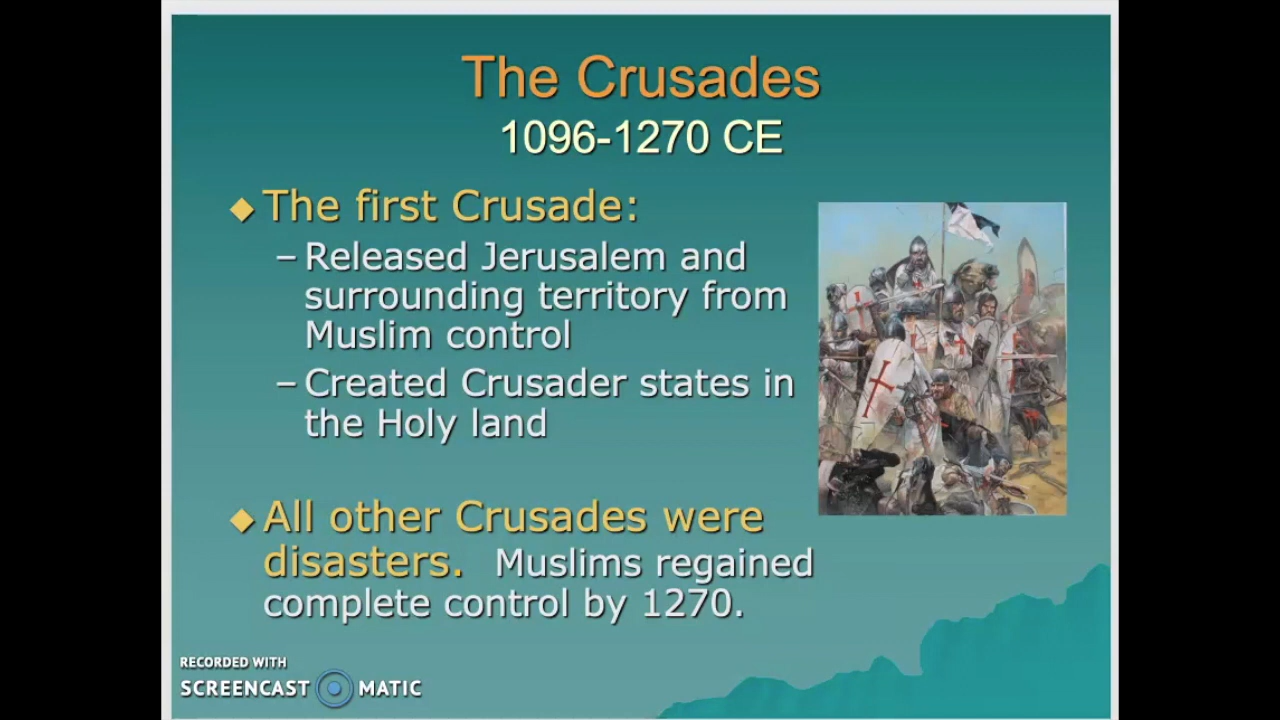 The Crusades
1096-1270 CE
The first Crusade:
–Released Jerusalem and
surrounding territory from
Muslim control
–Created Crusader states in
the Holy land
All other Crusades were
disasters. Muslims regained
complete control by 1270.
RECORDED WITH
SCREENCAST MATIC